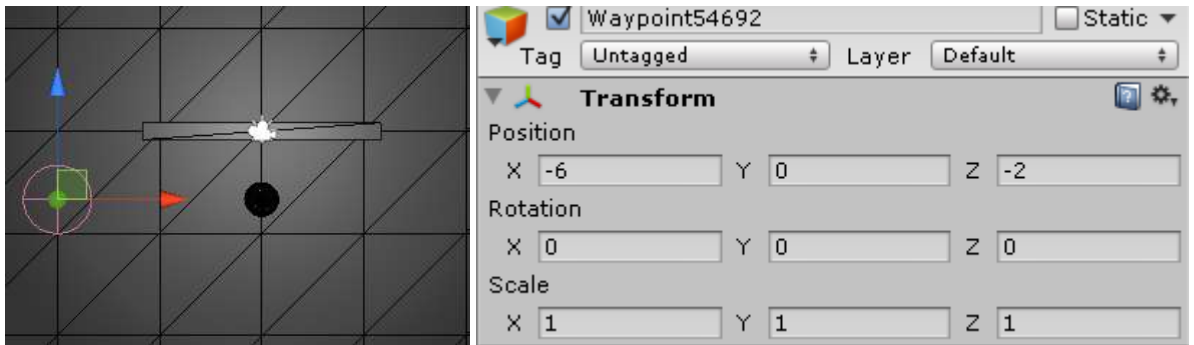 Waypoint54692 Static
Tag Untagged Layer Default
Transform
Position
X -6 Y 0 Z -2
Rotation
X 0 Y 0 Z 0
Scale
X 1 Y 1 Z 1